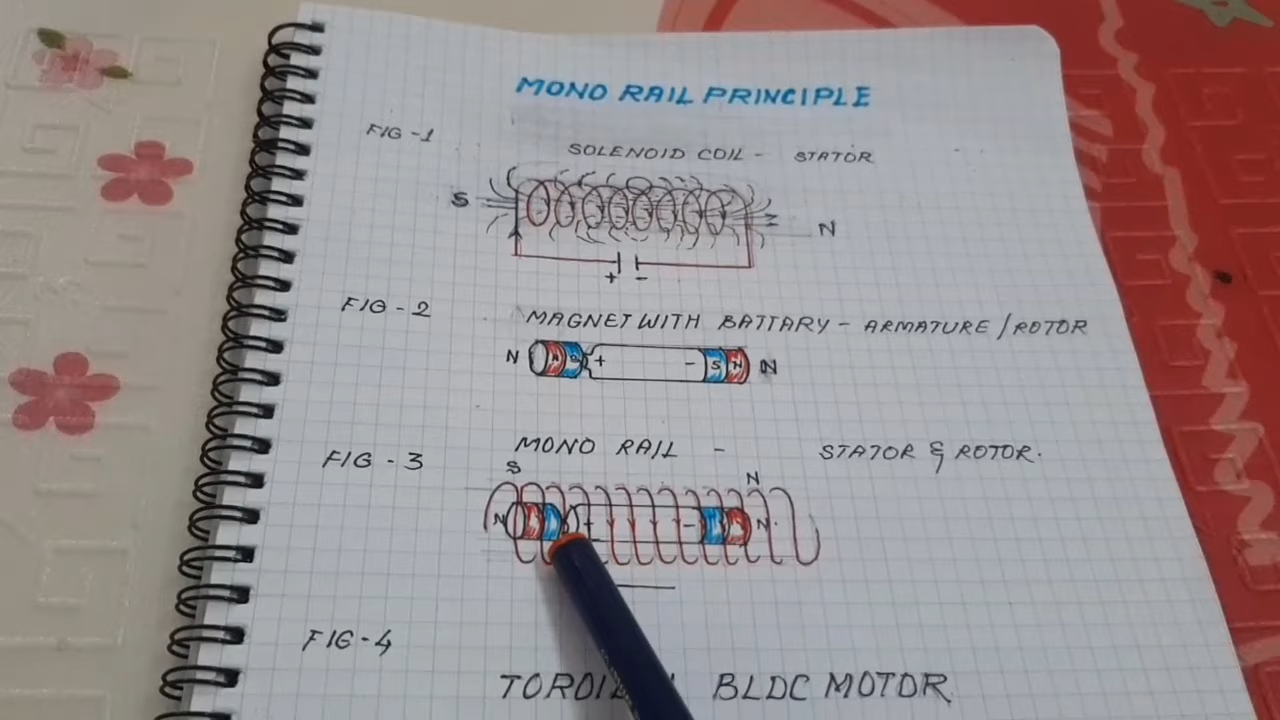 MONO RAIL PRINCIPLE
FIG-1
SOLENOID COIL - STATOR
S N
+ -
FIG-2
MAGNET WITH BATTARY - ARMATURE/ROTOR
N + - S N N
FIG-3
MONO RAIL - STATOR & ROTOR.
S N
N + - N
FIG-4
BLDC MOTOR